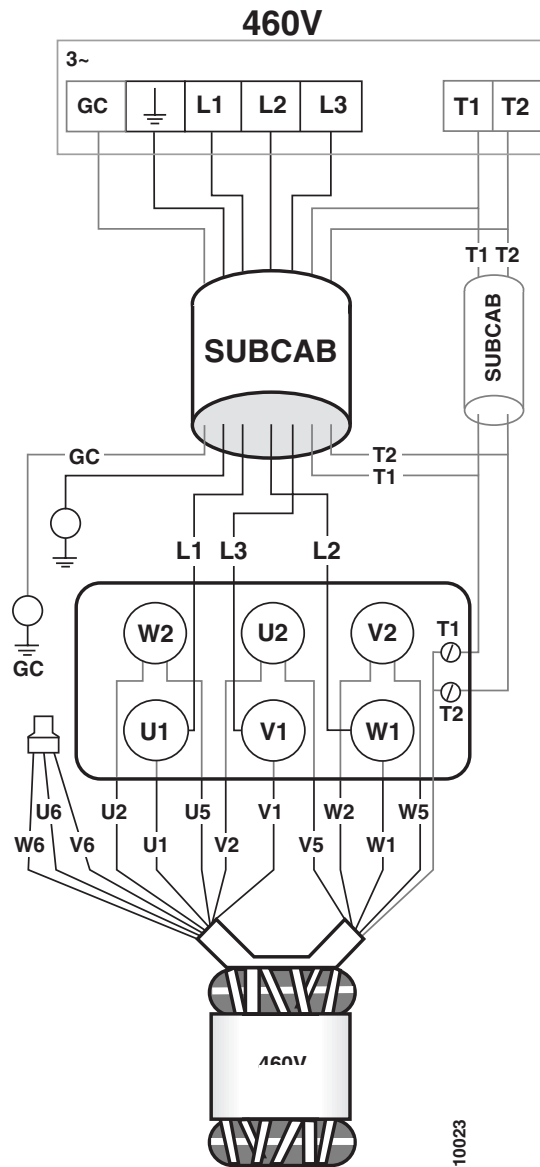 460V
3~
GC L1 L2 L3 T1 T2
T1 T2
SUBCAB
SUBCAB
GC
T2
T1
L1 L3 L2
W2 U2 V2
T1
GC
U1 V1 W1
T2
U6 U2 U5 V1 W2 W5
W6 V6 U1 V2 V5 W1
460V
10023